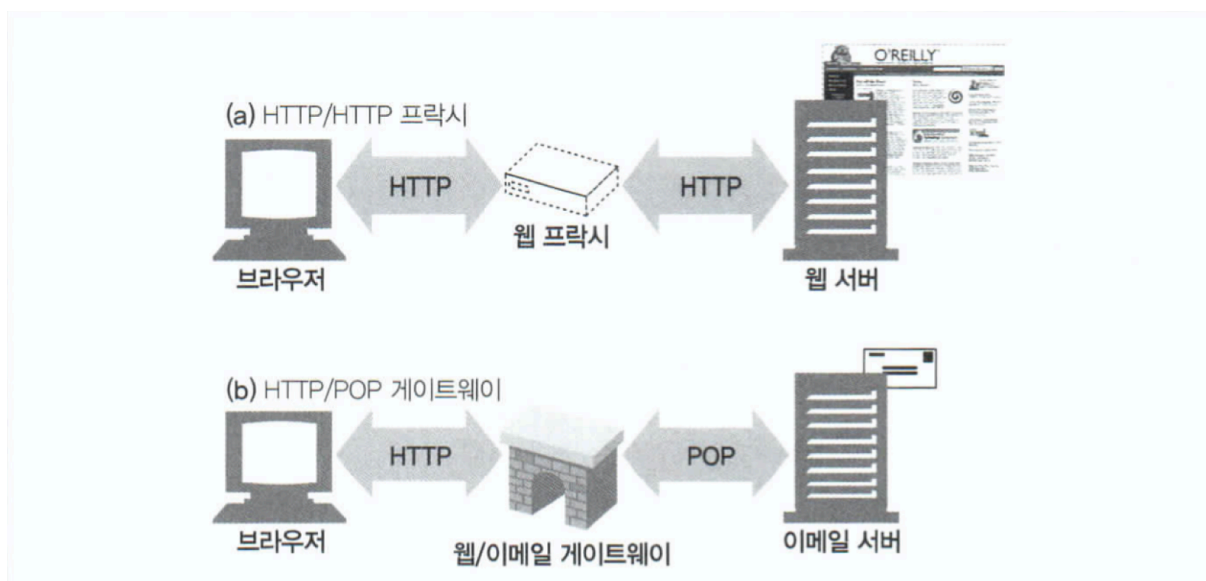 O'REILLY
(a) HTTP/HTTP 프락시
HTTP
HTTP
웹 프락시
브라우저
웹 서버
(b) HTTP/POP 게이트웨이
HTTP
POP
브라우저
웹/이메일 게이트웨이
이메일 서버